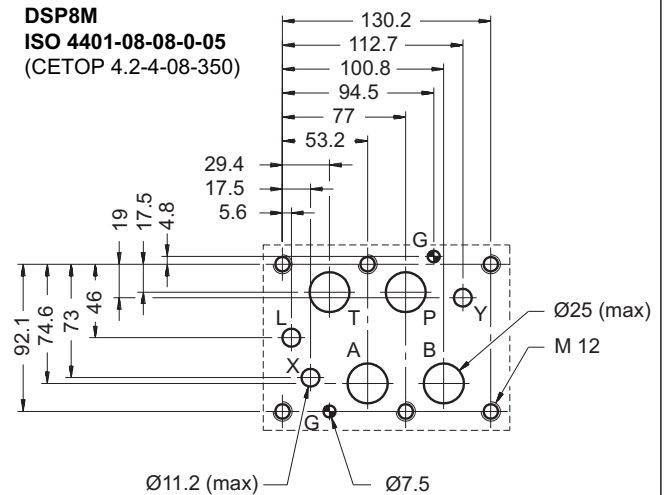 DSP8M
ISO 4401-08-08-0-05
(CETOP 4.2-4-08-350)
130.2
112.7
100.8
94.5
77
53.2
29.4
17.5
5.6
19
17.5
4.8
G
92.1
74.6
73
46
L
T
P
Y
Ø25 (max)
X
A
B
M 12
G
Ø11.2 (max)
Ø7.5